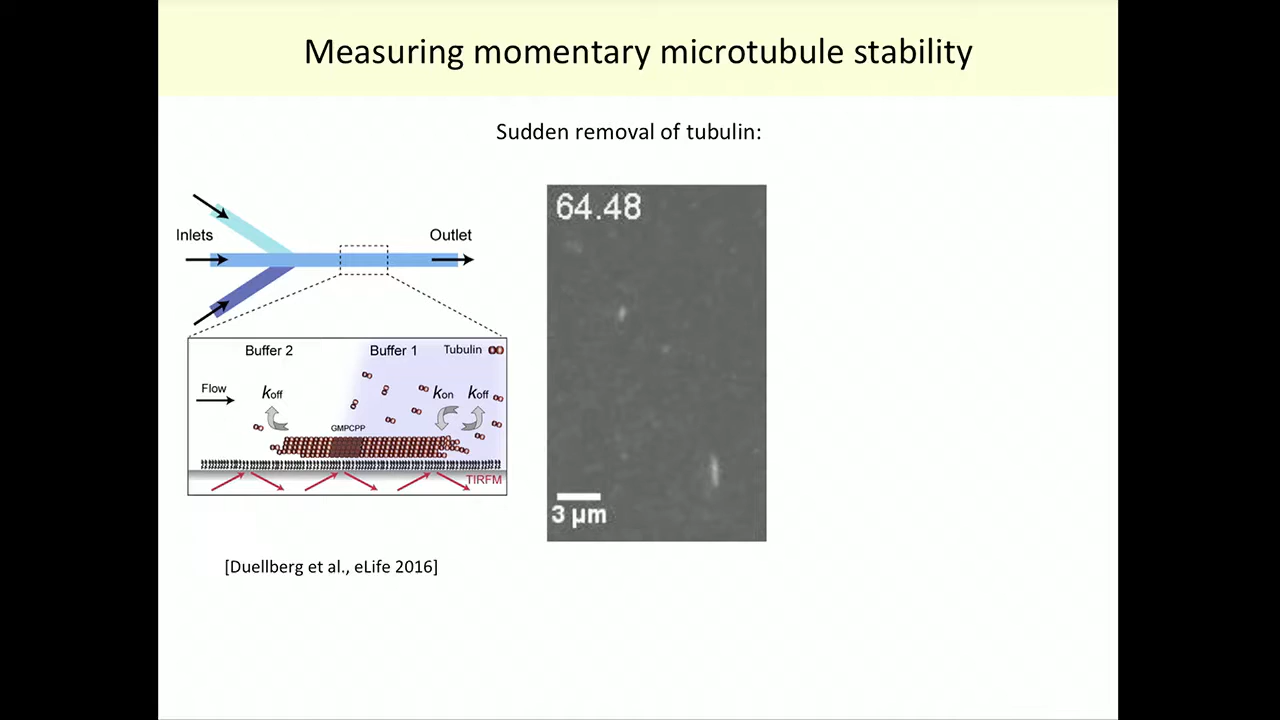 Measuring momentary microtubule stability
Sudden removal of tubulin:
Inlets
Outlet
Buffer 2
Buffer 1
Tubulin
Flow
koff
kon
koff
GMPCPP
TIRFM
64.48
3 µm
[Duellberg et al., eLife 2016]